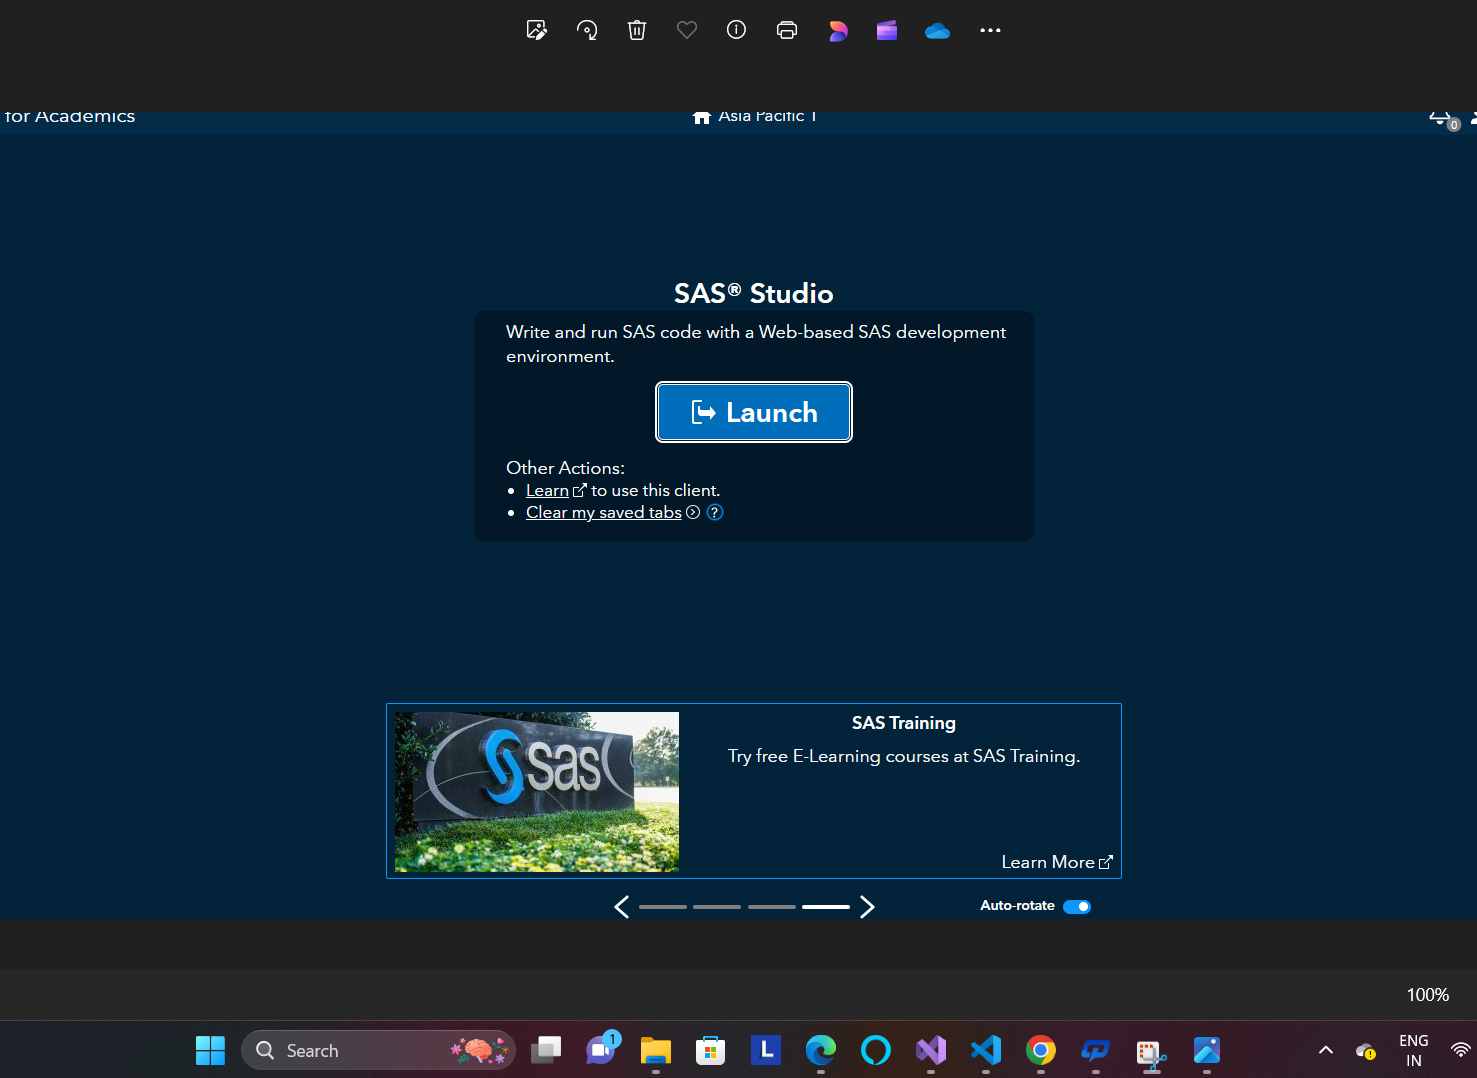 for Academics
Asia Pacific 1
0
SAS® Studio
Write and run SAS code with a Web-based SAS development
environment.
Launch
Other Actions:
Learn to use this client.
Clear my saved tabs ?
sas
SAS Training
Try free E-Learning courses at SAS Training.
Learn More
Auto-rotate
100%
Search
1
L
ENG
IN